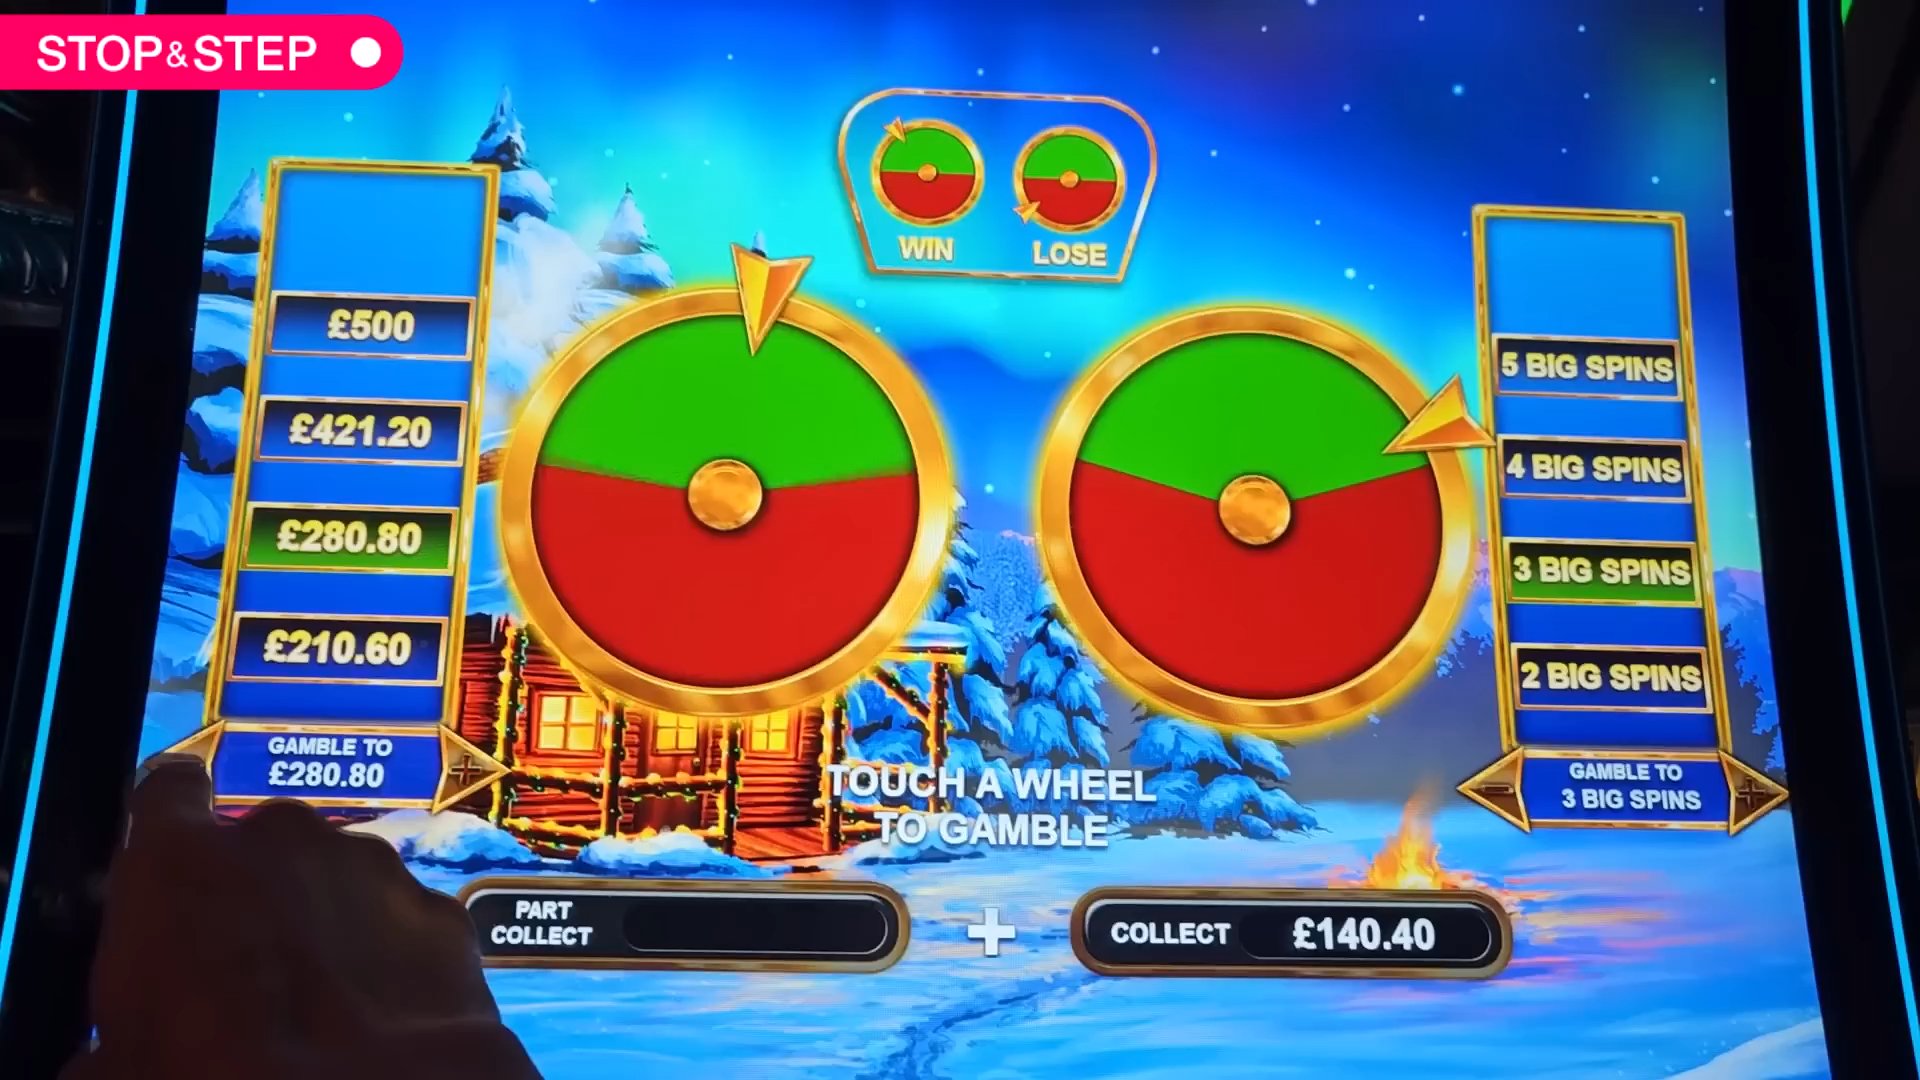 STOP&STEP
WIN
LOSE
£500
£421.20
£280.80
£210.60
GAMBLE TO
£280.80
5 BIG SPINS
4 BIG SPINS
3 BIG SPINS
2 BIG SPINS
GAMBLE TO
3 BIG SPINS
TOUCH A WHEEL
TO GAMBLE
PART
COLLECT
+
COLLECT £140.40